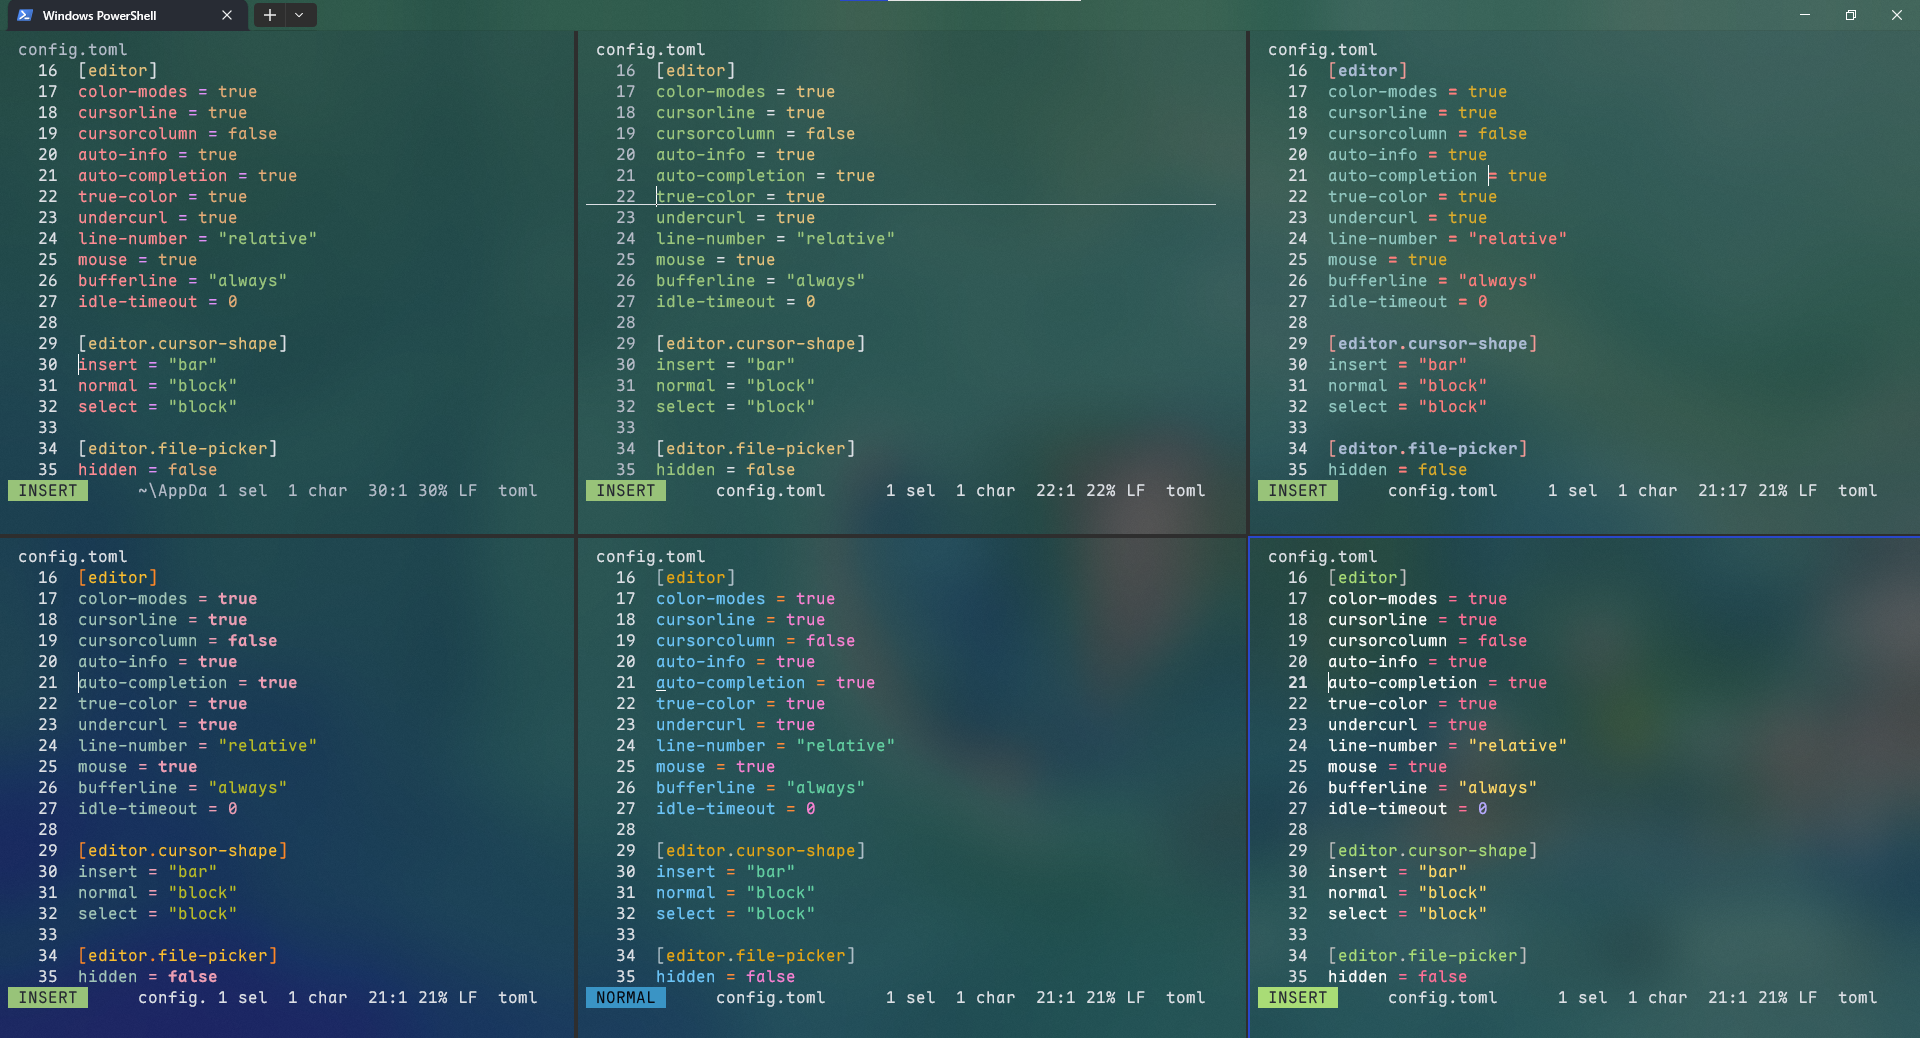 Windows PowerShell
config.toml
16 [editor]
17 color-modes = true
18 cursorline = true
19 cursorcolumn = false
20 auto-info = true
21 auto-completion = true
22 true-color = true
23 undercurl = true
24 line-number = "relative"
25 mouse = true
26 bufferline = "always"
27 idle-timeout = 0
28
29 [editor.cursor-shape]
30 insert = "bar"
31 normal = "block"
32 select = "block"
33
34 [editor.file-picker]
35 hidden = false
INSERT ~\AppDa 1 sel 1 char 30:1 30% LF toml
config.toml
16 [editor]
17 color-modes = true
18 cursorline = true
19 cursorcolumn = false
20 auto-info = true
21 auto-completion = true
22 true-color = true
23 undercurl = true
24 line-number = "relative"
25 mouse = true
26 bufferline = "always"
27 idle-timeout = 0
28
29 [editor.cursor-shape]
30 insert = "bar"
31 normal = "block"
32 select = "block"
33
34 [editor.file-picker]
35 hidden = false
INSERT config.toml 1 sel 1 char 22:1 22% LF toml
config.toml
16 [editor]
17 color-modes = true
18 cursorline = true
19 cursorcolumn = false
20 auto-info = true
21 auto-completion = true
22 true-color = true
23 undercurl = true
24 line-number = "relative"
25 mouse = true
26 bufferline = "always"
27 idle-timeout = 0
28
29 [editor.cursor-shape]
30 insert = "bar"
31 normal = "block"
32 select = "block"
33
34 [editor.file-picker]
35 hidden = false
INSERT config.toml 1 sel 1 char 21:17 21% LF toml
config.toml
16 [editor]
17 color-modes = true
18 cursorline = true
19 cursorcolumn = false
20 auto-info = true
21 auto-completion = true
22 true-color = true
23 undercurl = true
24 line-number = "relative"
25 mouse = true
26 bufferline = "always"
27 idle-timeout = 0
28
29 [editor.cursor-shape]
30 insert = "bar"
31 normal = "block"
32 select = "block"
33
34 [editor.file-picker]
35 hidden = false
INSERT config. 1 sel 1 char 21:1 21% LF toml
config.toml
16 [editor]
17 color-modes = true
18 cursorline = true
19 cursorcolumn = false
20 auto-info = true
21 auto-completion = true
22 true-color = true
23 undercurl = true
24 line-number = "relative"
25 mouse = true
26 bufferline = "always"
27 idle-timeout = 0
28
29 [editor.cursor-shape]
30 insert = "bar"
31 normal = "block"
32 select = "block"
33
34 [editor.file-picker]
35 hidden = false
NORMAL config.toml 1 sel 1 char 21:1 21% LF toml
config.toml
16 [editor]
17 color-modes = true
18 cursorline = true
19 cursorcolumn = false
20 auto-info = true
21 auto-completion = true
22 true-color = true
23 undercurl = true
24 line-number = "relative"
25 mouse = true
26 bufferline = "always"
27 idle-timeout = 0
28
29 [editor.cursor-shape]
30 insert = "bar"
31 normal = "block"
32 select = "block"
33
34 [editor.file-picker]
35 hidden = false
INSERT config.toml 1 sel 1 char 21:1 21% LF toml